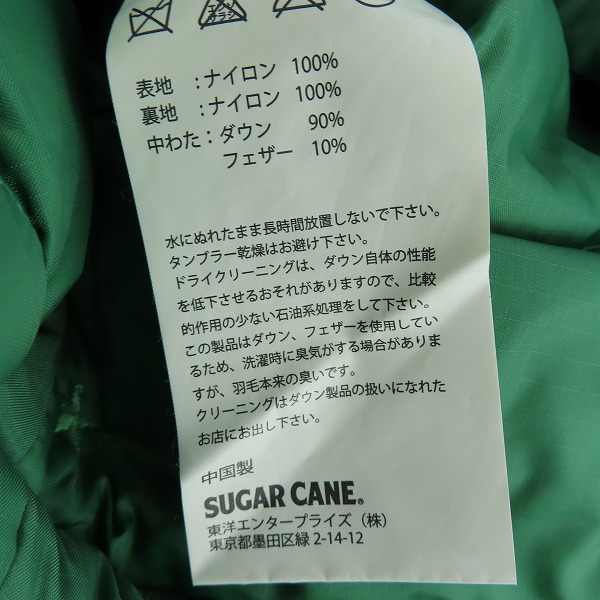 表地 : ナイロン 100%
裏地 : ナイロン 100%
中わた : ダウン 90%
フェザー 10%
水にぬれたまま長時間放置しないで下さい。
タンブラー乾燥はお避け下さい。
ドライクリーニングは、ダウン自体の性能
を低下させるおそれがありますので、比較
的作用の少ない石油系処理をして下さい。
この製品はダウン、フェザーを使用してい
るため、洗濯時に臭気がする場合がありま
すが、羽毛本来の臭いです。
クリーニングはダウン製品の扱いになれた
お店にお出し下さい。
中国製
SUGAR CANE®
東洋エンタープライズ（株）
東京都墨田区緑 2-14-12